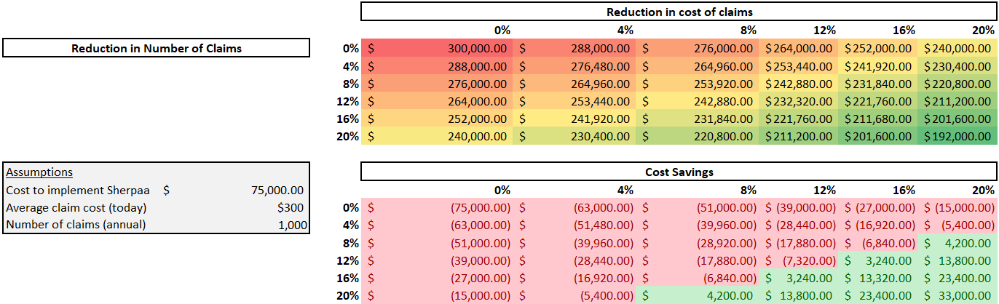 Reduction in cost of claims
0% 4% 8% 12% 16% 20%
Reduction in Number of Claims
0% $ 300,000.00 $ 288,000.00 $ 276,000.00 $264,000.00 $252,000.00 $240,000.00
4% $ 288,000.00 $ 276,480.00 $ 264,960.00 $253,440.00 $241,920.00 $230,400.00
8% $ 276,000.00 $ 264,960.00 $ 253,920.00 $242,880.00 $231,840.00 $220,800.00
12% $ 264,000.00 $ 253,440.00 $ 242,880.00 $232,320.00 $221,760.00 $211,200.00
16% $ 252,000.00 $ 241,920.00 $ 231,840.00 $221,760.00 $211,680.00 $201,600.00
20% $ 240,000.00 $ 230,400.00 $ 220,800.00 $211,200.00 $201,600.00 $192,000.00
Assumptions
Cost to implement Sherpaa $ 75,000.00
Average claim cost (today) $300
Number of claims (annual) 1,000
Cost Savings
0% 4% 8% 12% 16% 20%
0% $ (75,000.00) $ (63,000.00) $ (51,000.00) $ (39,000.00) $ (27,000.00) $ (15,000.00)
4% $ (63,000.00) $ (51,480.00) $ (39,960.00) $ (28,440.00) $ (16,920.00) $ (5,400.00)
8% $ (51,000.00) $ (39,960.00) $ (28,920.00) $ (17,880.00) $ (6,840.00) $ 4,200.00
12% $ (39,000.00) $ (28,440.00) $ (17,880.00) $ (7,320.00) $ 3,240.00 $ 13,800.00
16% $ (27,000.00) $ (16,920.00) $ (6,840.00) $ 3,240.00 $ 13,320.00 $ 23,400.00
20% $ (15,000.00) $ (5,400.00) $ 4,200.00 $ 13,800.00 $ 23,400.00 $ 33,000.00